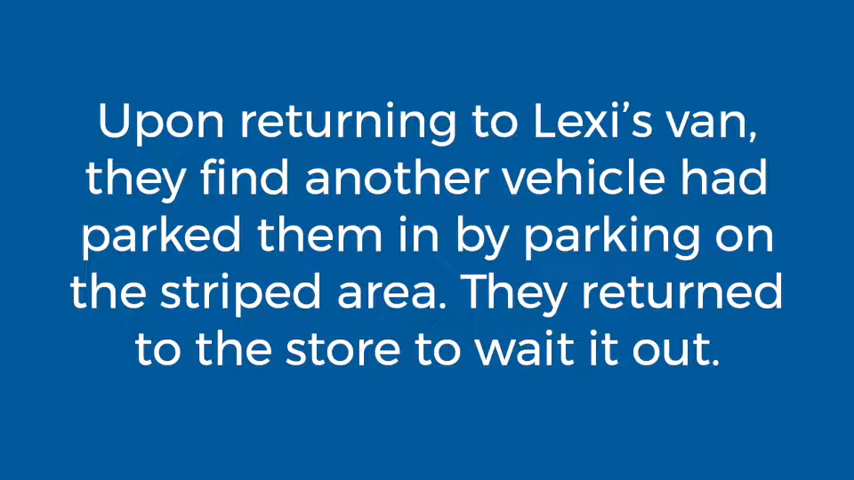 Upon returning to Lexi’s van,
they find another vehicle had
parked them in by parking on
the striped area. They returned
to the store to wait it out.